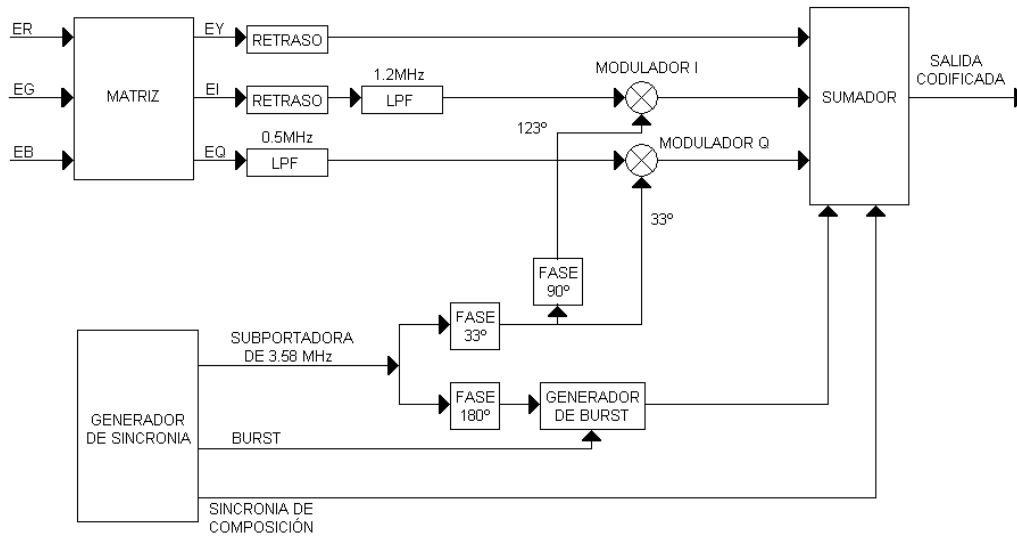 ER
EY
RETRASO
EG
MATRIZ
EI
RETRASO
1.2MHz
LPF
MODULADOR I
SUMADOR
SALIDA
CODIFICADA
123º
EB
EQ
0.5MHz
LPF
MODULADOR Q
33º
FASE
90º
SUBPORTADORA
DE 3.58 MHz
FASE
33º
FASE
180º
GENERADOR
DE BURST
GENERADOR
DE SINCRONIA
BURST
SINCRONIA DE
COMPOSICIÓN